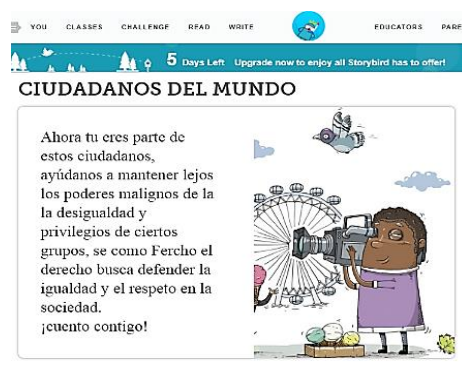 YOU CLASSES CHALLENGE READ WRITE EDUCATORS PARE
5 Days Left Upgrade now to enjoy all Storybird has to offer!
CIUDADANOS DEL MUNDO
Ahora tu eres parte de
estos ciudadanos,
ayúdanos a mantener lejos
los poderes malignos de la
la desigualdad y
privilegios de ciertos
grupos, se como Fercho el
derecho busca defender la
igualdad y el respeto en la
sociedad.
¡cuento contigo!